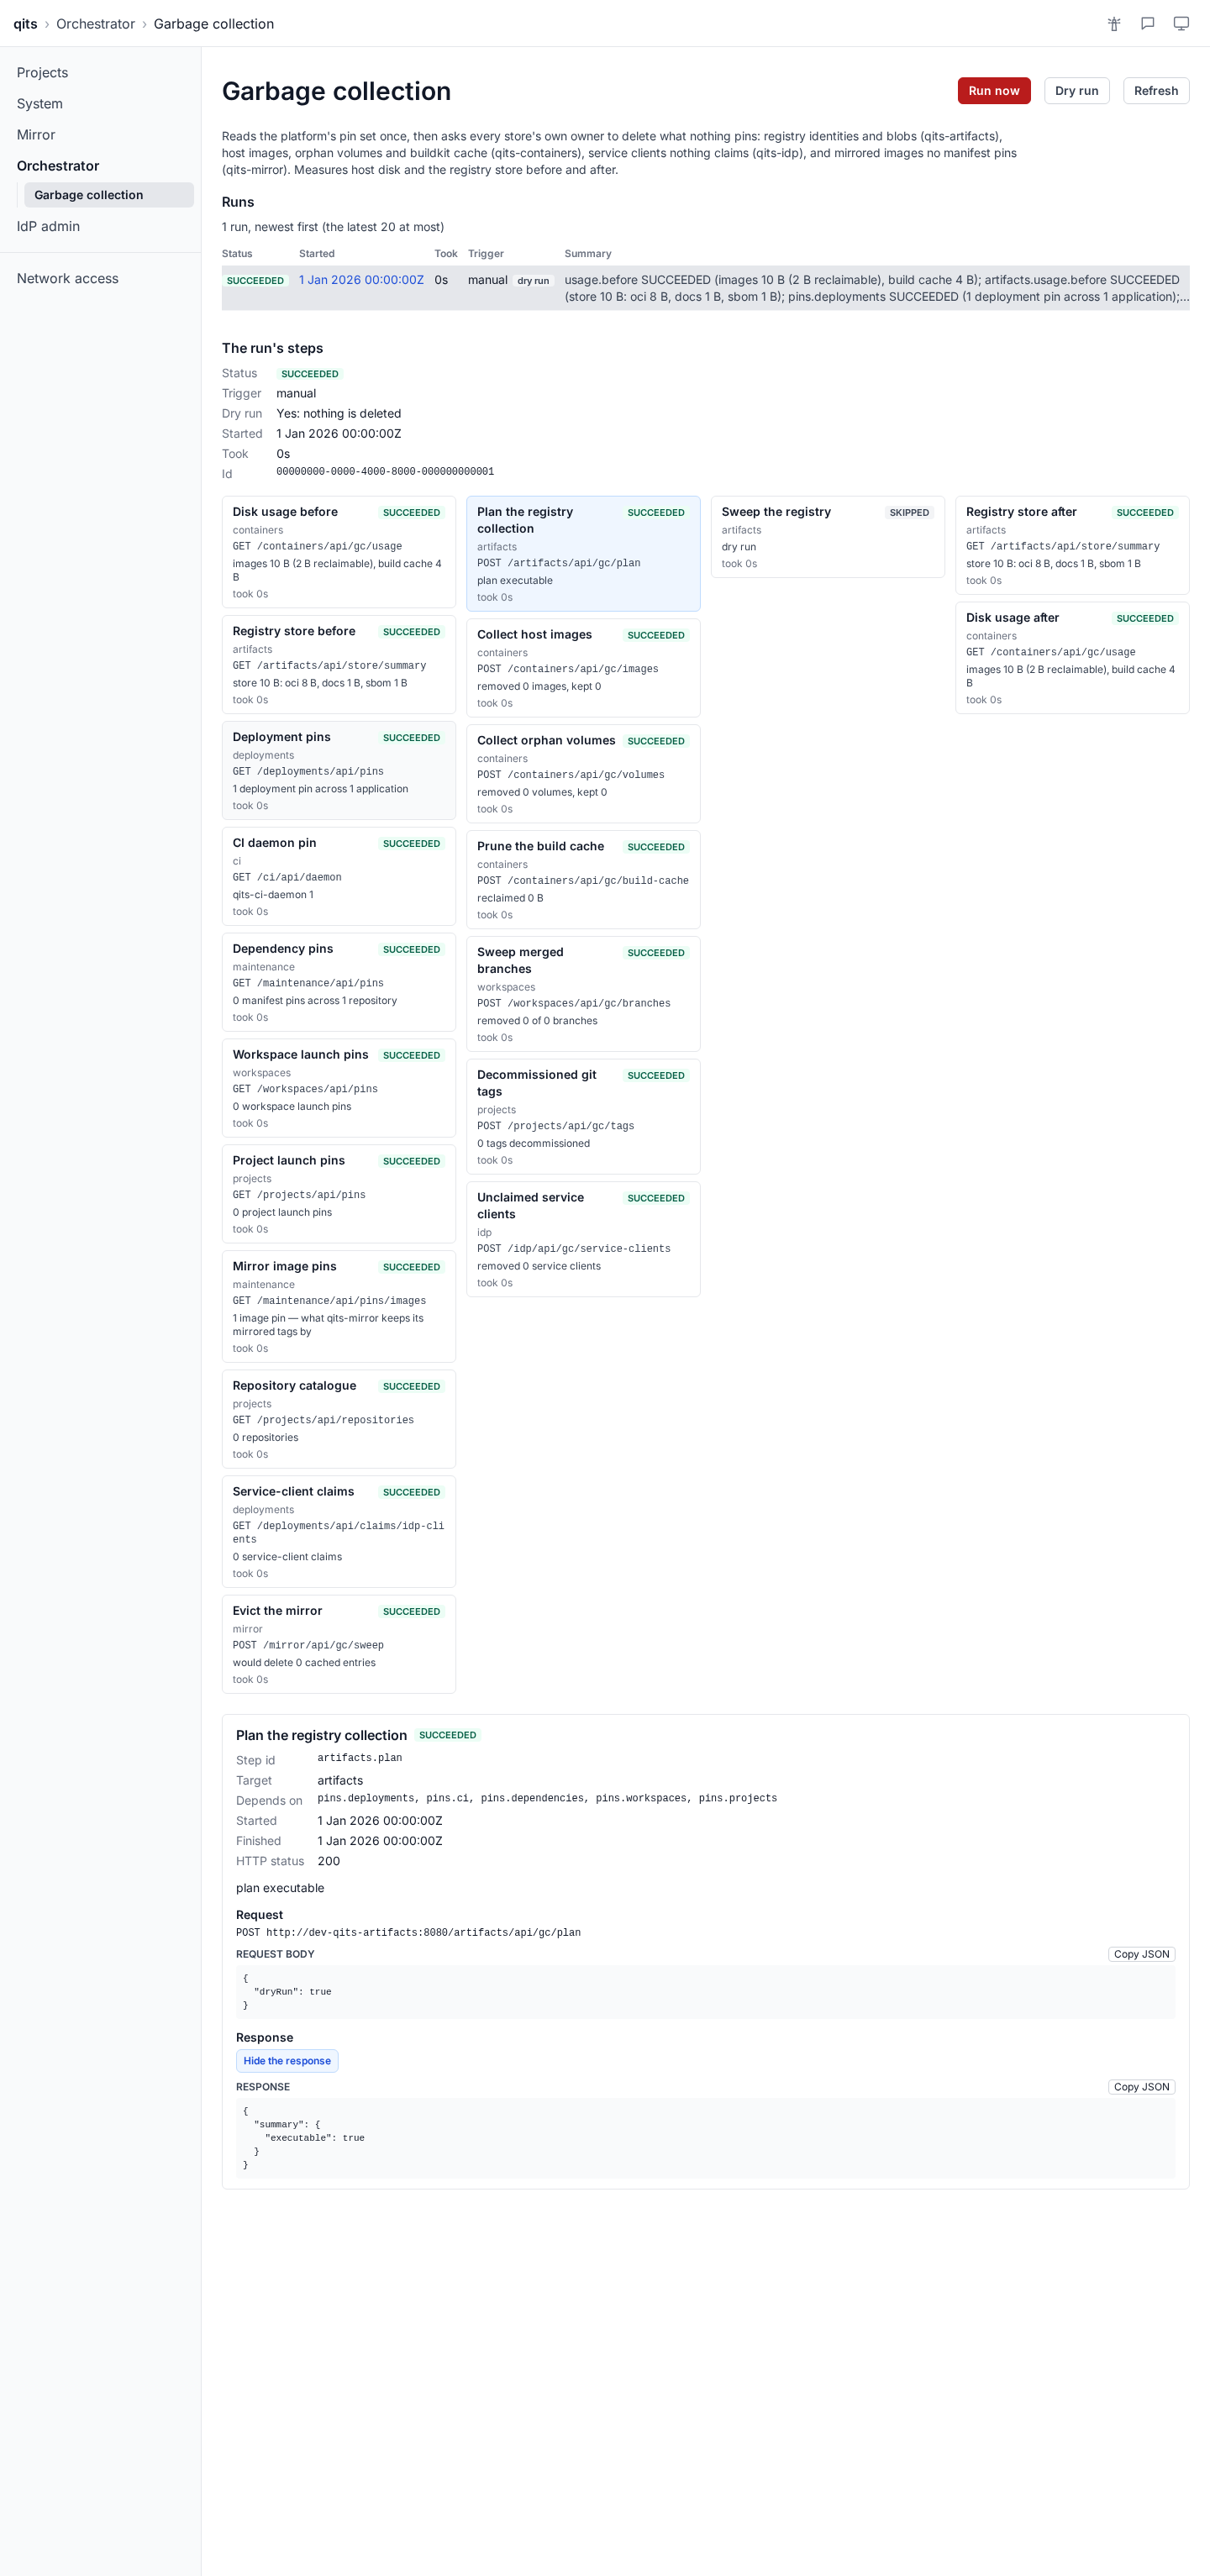 qits › Orchestrator › Garbage collection
Projects
System
Mirror
Orchestrator
Garbage collection
IdP admin
Network access
Garbage collection
Run now
Dry run
Refresh
Reads the platform's pin set once, then asks every store's own owner to delete what nothing pins: registry identities and blobs (qits-artifacts),
host images, orphan volumes and buildkit cache (qits-containers), service clients nothing claims (qits-idp), and mirrored images no manifest pins
(qits-mirror). Measures host disk and the registry store before and after.
Runs
1 run, newest first (the latest 20 at most)
Status Started Took Trigger Summary
SUCCEEDED 1 Jan 2026 00:00:00Z 0s manual dry run usage.before SUCCEEDED (images 10 B (2 B reclaimable), build cache 4 B); artifacts.usage.before SUCCEEDED
(store 10 B: oci 8 B, docs 1 B, sbom 1 B); pins.deployments SUCCEEDED (1 deployment pin across 1 application);...
The run's steps
Status SUCCEEDED
Trigger manual
Dry run Yes: nothing is deleted
Started 1 Jan 2026 00:00:00Z
Took 0s
Id 00000000-0000-4000-8000-000000000001
Disk usage before SUCCEEDED
containers
GET /containers/api/gc/usage
images 10 B (2 B reclaimable), build cache 4
B
took 0s
Registry store before SUCCEEDED
artifacts
GET /artifacts/api/store/summary
store 10 B: oci 8 B, docs 1 B, sbom 1 B
took 0s
Deployment pins SUCCEEDED
deployments
GET /deployments/api/pins
1 deployment pin across 1 application
took 0s
CI daemon pin SUCCEEDED
ci
GET /ci/api/daemon
qits-ci-daemon 1
took 0s
Dependency pins SUCCEEDED
maintenance
GET /maintenance/api/pins
0 manifest pins across 1 repository
took 0s
Workspace launch pins SUCCEEDED
workspaces
GET /workspaces/api/pins
0 workspace launch pins
took 0s
Project launch pins SUCCEEDED
projects
GET /projects/api/pins
0 project launch pins
took 0s
Mirror image pins SUCCEEDED
maintenance
GET /maintenance/api/pins/images
1 image pin — what qits-mirror keeps its
mirrored tags by
took 0s
Repository catalogue SUCCEEDED
projects
GET /projects/api/repositories
0 repositories
took 0s
Service-client claims SUCCEEDED
deployments
GET /deployments/api/claims/idp-cli
ents
0 service-client claims
took 0s
Evict the mirror SUCCEEDED
mirror
POST /mirror/api/gc/sweep
would delete 0 cached entries
took 0s
Plan the registry SUCCEEDED
collection
artifacts
POST /artifacts/api/gc/plan
plan executable
took 0s
Collect host images SUCCEEDED
containers
POST /containers/api/gc/images
removed 0 images, kept 0
took 0s
Collect orphan volumes SUCCEEDED
containers
POST /containers/api/gc/volumes
removed 0 volumes, kept 0
took 0s
Prune the build cache SUCCEEDED
containers
POST /containers/api/gc/build-cache
reclaimed 0 B
took 0s
Sweep merged SUCCEEDED
branches
workspaces
POST /workspaces/api/gc/branches
removed 0 of 0 branches
took 0s
Decommissioned git SUCCEEDED
tags
projects
POST /projects/api/gc/tags
0 tags decommissioned
took 0s
Unclaimed service SUCCEEDED
clients
idp
POST /idp/api/gc/service-clients
removed 0 service clients
took 0s
Sweep the registry SKIPPED
artifacts
dry run
took 0s
Registry store after SUCCEEDED
artifacts
GET /artifacts/api/store/summary
store 10 B: oci 8 B, docs 1 B, sbom 1 B
took 0s
Disk usage after SUCCEEDED
containers
GET /containers/api/gc/usage
images 10 B (2 B reclaimable), build cache 4
B
took 0s
Plan the registry collection SUCCEEDED
Step id artifacts.plan
Target artifacts
Depends on pins.deployments, pins.ci, pins.dependencies, pins.workspaces, pins.projects
Started 1 Jan 2026 00:00:00Z
Finished 1 Jan 2026 00:00:00Z
HTTP status 200
plan executable
Request
POST http://dev-qits-artifacts:8080/artifacts/api/gc/plan
REQUEST BODY Copy JSON
{
"dryRun": true
}
Response
Hide the response
RESPONSE Copy JSON
{
"summary": {
"executable": true
}
}